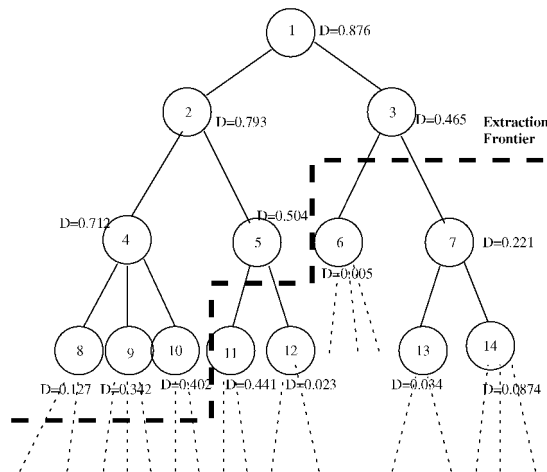 1
D=0.876
2
D=0.793
3
D=0.465
Extraction
Frontier
D=0.712
4
D=0.504
5
6
D=0.005
7
D=0.221
8
9
10
11
12
13
14
D=0.127
D=0.342
D=0.402
D=0.441
D=0.023
D=0.034
D=0.0874